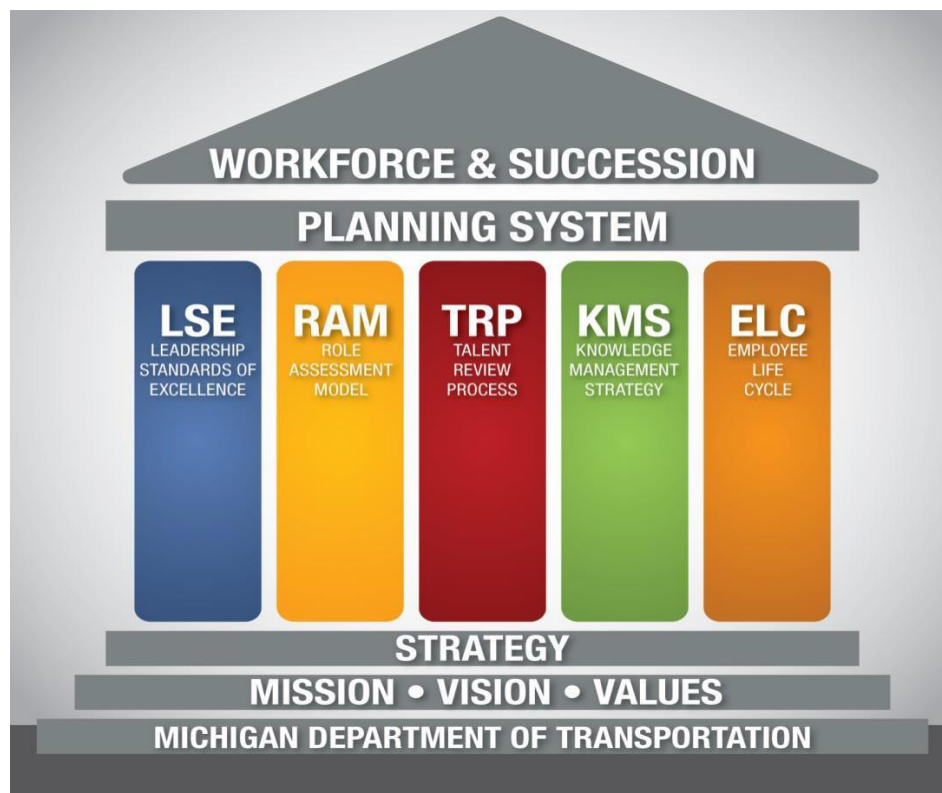 WORKFORCE & SUCCESSION
PLANNING SYSTEM
LSE
LEADERSHIP
STANDARDS OF
EXCELLENCE
RAM
ROLE
ASSESSMENT
MODEL
TRP
TALENT
REVIEW
PROCESS
KMS
KNOWLEDGE
MANAGEMENT
STRATEGY
ELC
EMPLOYEE
LIFE
CYCLE
STRATEGY
MISSION • VISION • VALUES
MICHIGAN DEPARTMENT OF TRANSPORTATION